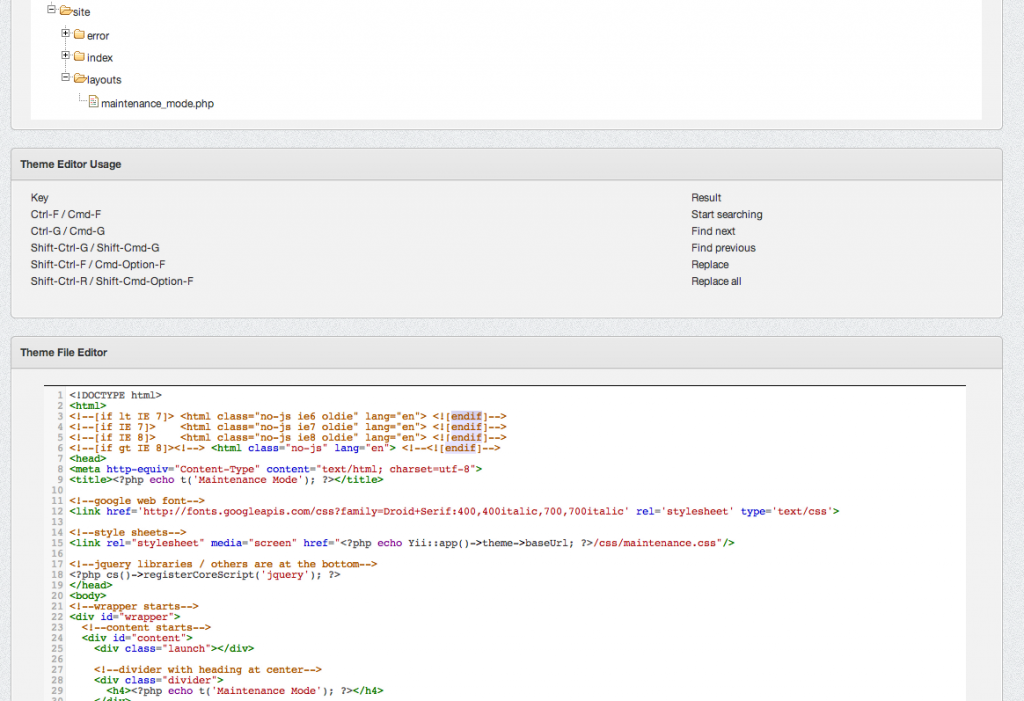 site
error
index
layouts
maintenance_mode.php
Theme Editor Usage
Key Result
Ctrl-F / Cmd-F Start searching
Ctrl-G / Cmd-G Find next
Shift-Ctrl-G / Shift-Cmd-G Find previous
Shift-Ctrl-F / Cmd-Option-F Replace
Shift-Ctrl-R / Shift-Cmd-Option-F Replace all
Theme File Editor
1 <!DOCTYPE html>
2 <html>
3 <!--[if lt IE 7]> <html class="no-js ie6 oldie" lang="en"> <![endif]-->
4 <!--[if IE 7]>    <html class="no-js ie7 oldie" lang="en"> <![endif]-->
5 <!--[if IE 8]>    <html class="no-js ie8 oldie" lang="en"> <![endif]-->
6 <!--[if gt IE 8]><!--> <html class="no-js" lang="en"> <!--<![endif]-->
7 <head>
8 <meta http-equiv="Content-Type" content="text/html; charset=utf-8">
9 <title><?php echo t('Maintenance Mode'); ?></title>
10
11 <!--google web font-->
12 <link href='http://fonts.googleapis.com/css?family=Droid+Serif:400,400italic,700,700italic' rel='stylesheet' type='text/css'>
13
14 <!--style sheets-->
15 <link rel="stylesheet" media="screen" href="<?php echo Yii::app()->theme->baseUrl; ?>/css/maintenance.css"/>
16
17 <!--jquery libraries / others are at the bottom-->
18 <?php cs()->registerCoreScript('jquery'); ?>
19 </head>
20 <body>
21 <!--wrapper starts-->
22 <div id="wrapper">
23   <!--content starts-->
24   <div id="content">
25     <div class="launch"></div>
26
27     <!--divider with heading at center-->
28     <div class="divider">
29       <h4><?php echo t('Maintenance Mode'); ?></h4>
30     </div>